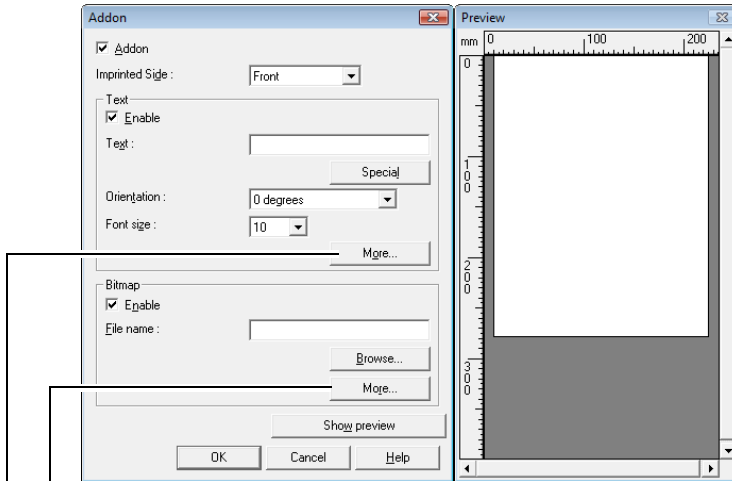 Addon
Addon
Imprinted Side :
Front
Text
Enable
Text :
Special
Orientation :
0 degrees
Font size :
10
More...
Bitmap
Enable
File name :
Browse...
More...
Show preview
OK
Cancel
Help
Preview
mm
0
100
200
0
100
200
300